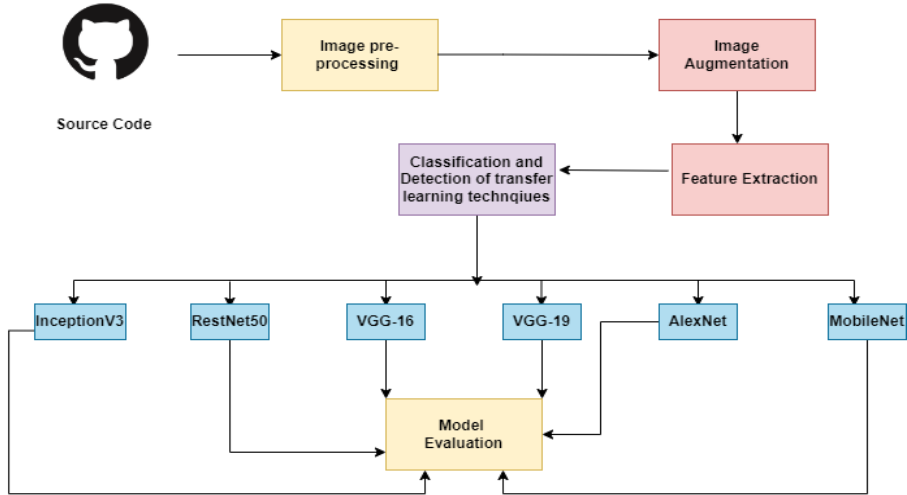 Image pre-
processing
Image
Augmentation
Source Code
Classification and
Detection of transfer
learning technqiues
Feature Extraction
InceptionV3
RestNet50
VGG-16
VGG-19
AlexNet
MobileNet
Model
Evaluation